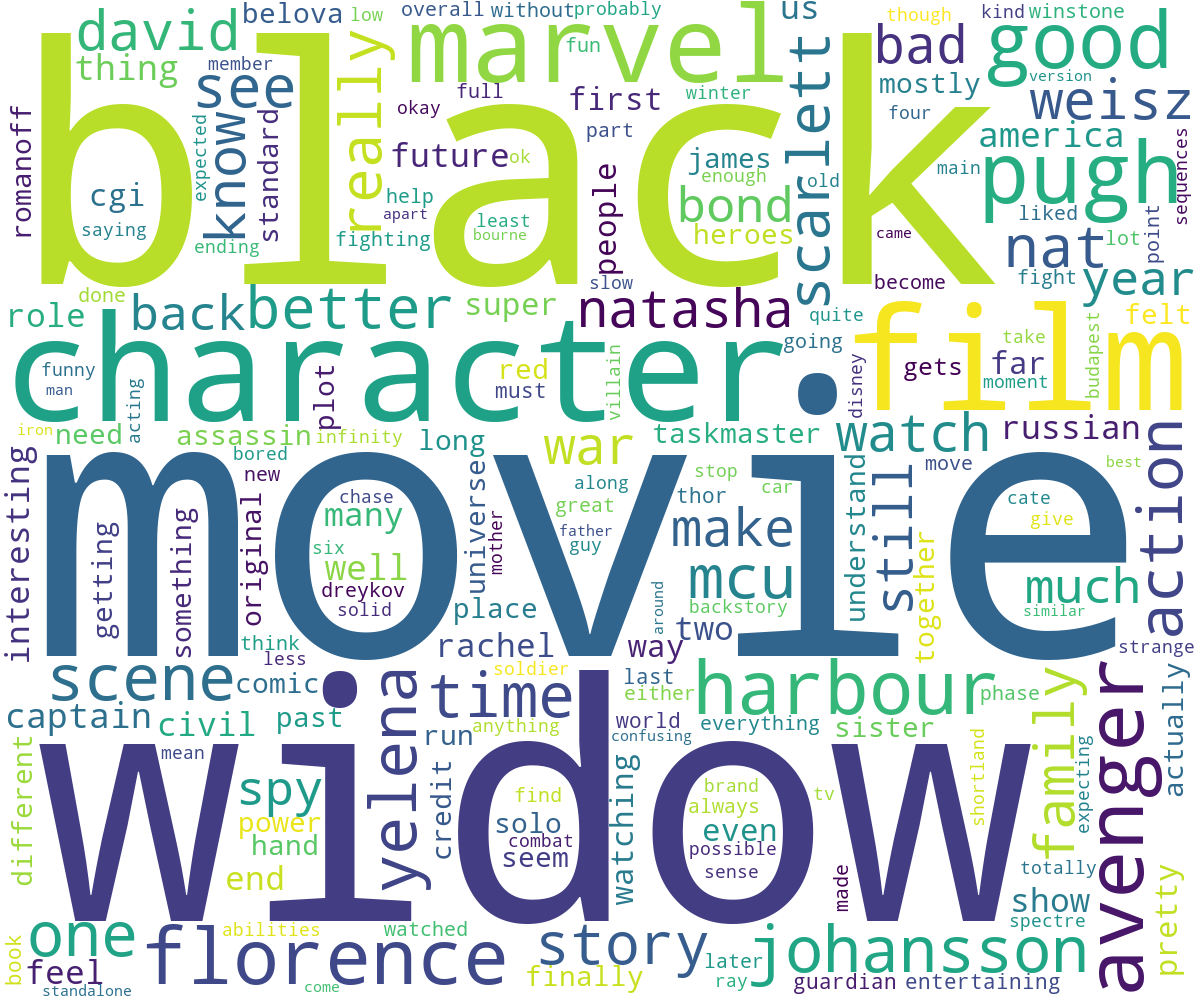 belova low overall without probably us though kind winstone
david marvel bad good
black
thing member see really fun scarlett mostly version weisz
full first winter four
okay part america
romanoff expected know standard future ok people james enough bond old main pugh sequences
cgi help apart least bourne heroes liked point
saying ending fighting came nat lot
slow become fight year
done super natasha quite
role back better going film felt
character
funny man acting plot red must villain disney gets far take moment budapest
iron need assassin infinity long war taskmaster watch russian
bored new universe along stop car move best
movie
interesting getting something original chase many great thor make understand still cate give action
six well mother father guy mcu together much
dreykov solid place backstory similar
think less rachel around two strange
way
scene comic soldier last harbour phase
captain civil past yelena time either world everything sister family avenger actually
run anything confusing
widow
different mean spy credit watching shortland expecting
power find brand always tv
hand solo combat even
end seem possible sense made totally show
spectre pretty
one abilities watched story later johansson
book feel florence finally ray guardian entertaining
standalone come